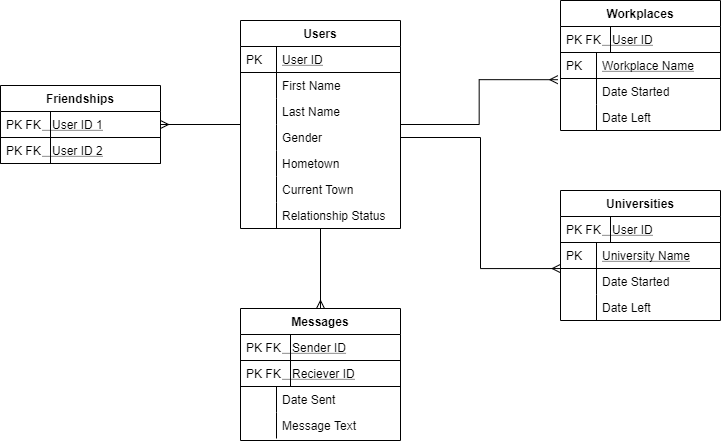 Users
PK User ID
First Name
Last Name
Gender
Hometown
Current Town
Relationship Status
Friendships
PK FK User ID 1
PK FK User ID 2
Workplaces
PK FK User ID
PK Workplace Name
Date Started
Date Left
Universities
PK FK User ID
PK University Name
Date Started
Date Left
Messages
PK FK Sender ID
PK FK Reciever ID
Date Sent
Message Text